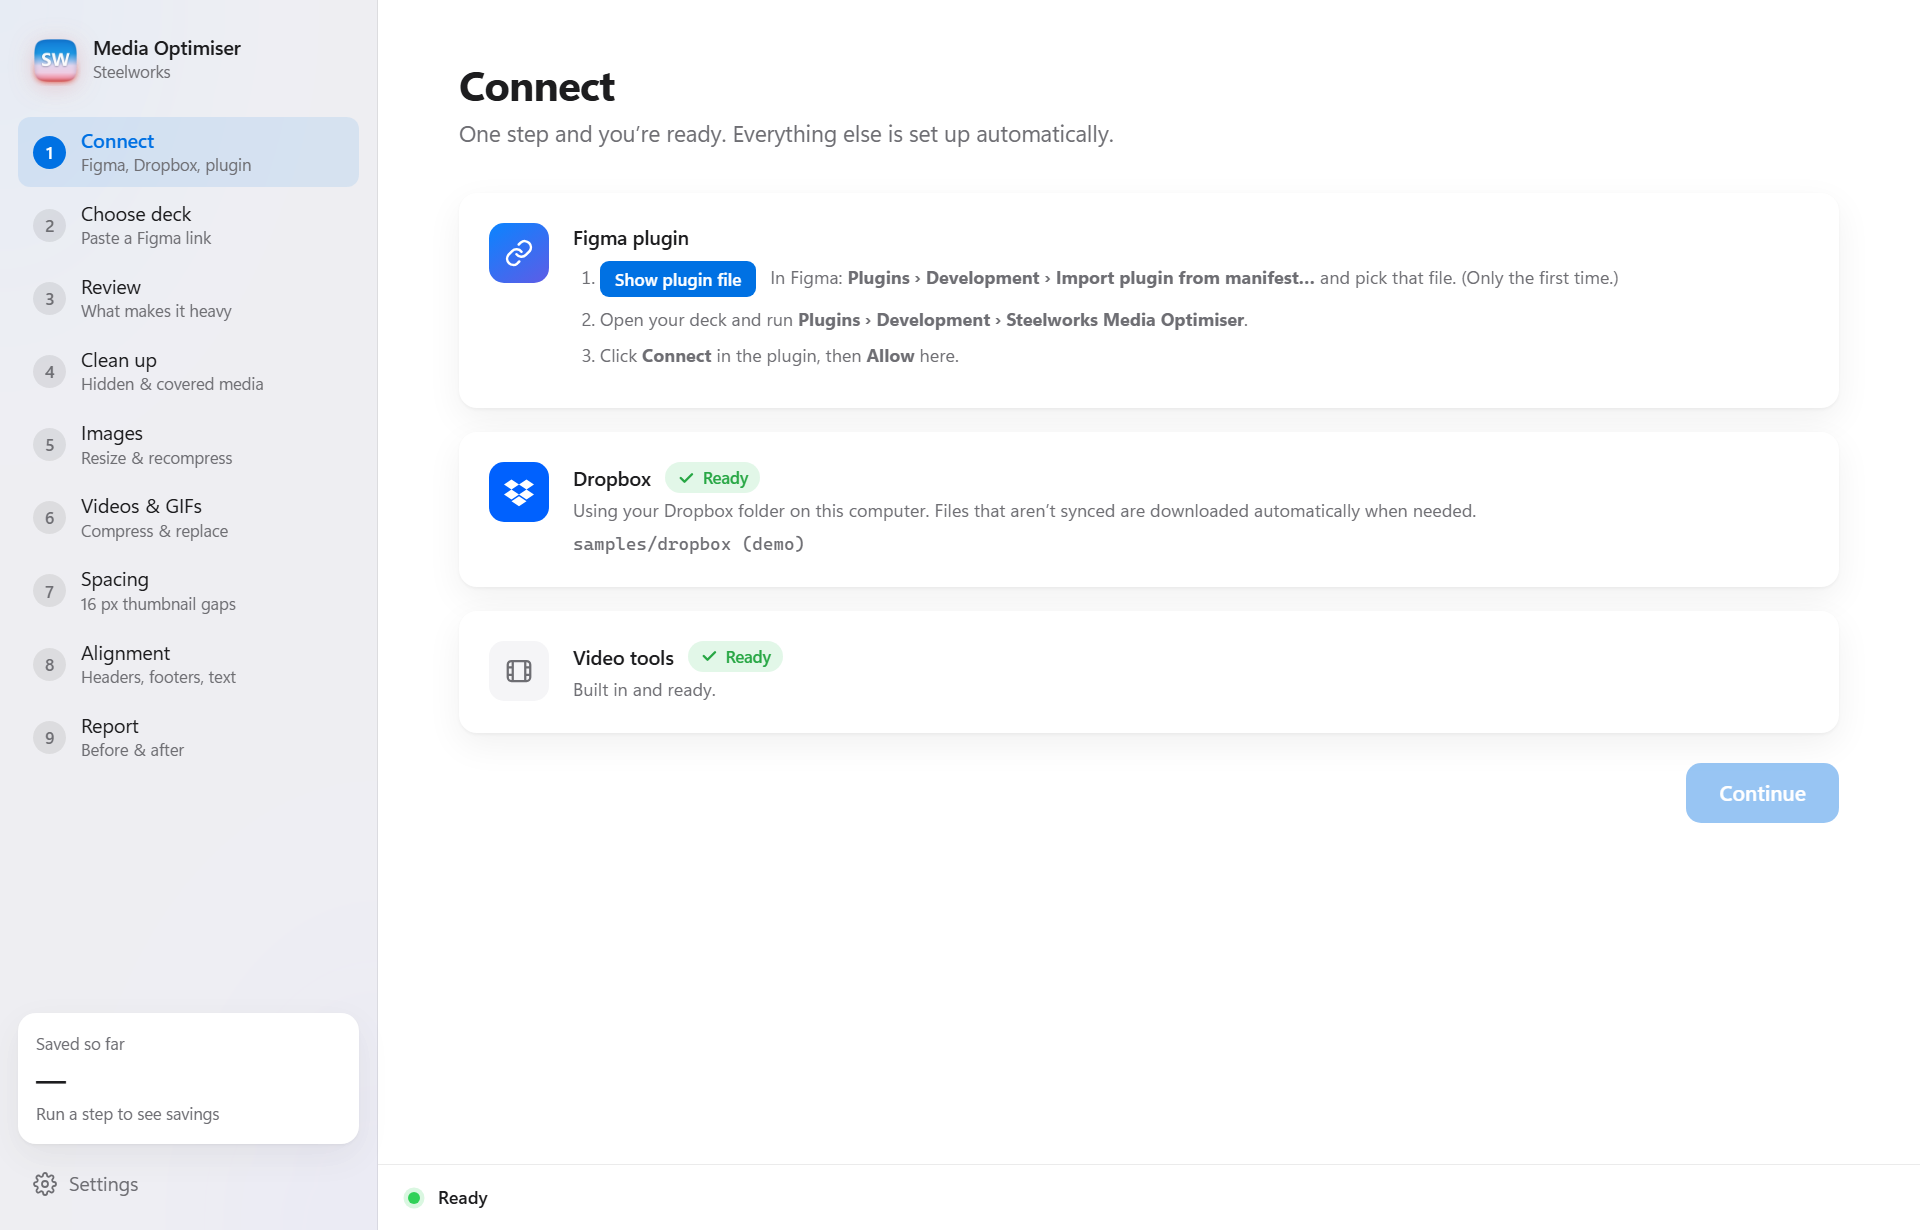 SW
Media Optimiser
Steelworks
1
Connect
Figma, Dropbox, plugin
2
Choose deck
Paste a Figma link
3
Review
What makes it heavy
4
Clean up
Hidden & covered media
5
Images
Resize & recompress
6
Videos & GIFs
Compress & replace
7
Spacing
16 px thumbnail gaps
8
Alignment
Headers, footers, text
9
Report
Before & after
Saved so far
—
Run a step to see savings
Settings
Connect
One step and you’re ready. Everything else is set up automatically.
Figma plugin
1. Show plugin file In Figma: Plugins › Development › Import plugin from manifest… and pick that file. (Only the first time.)
2. Open your deck and run Plugins › Development › Steelworks Media Optimiser.
3. Click Connect in the plugin, then Allow here.
Dropbox Ready
Using your Dropbox folder on this computer. Files that aren’t synced are downloaded automatically when needed.
samples/dropbox (demo)
Video tools Ready
Built in and ready.
Continue
Ready